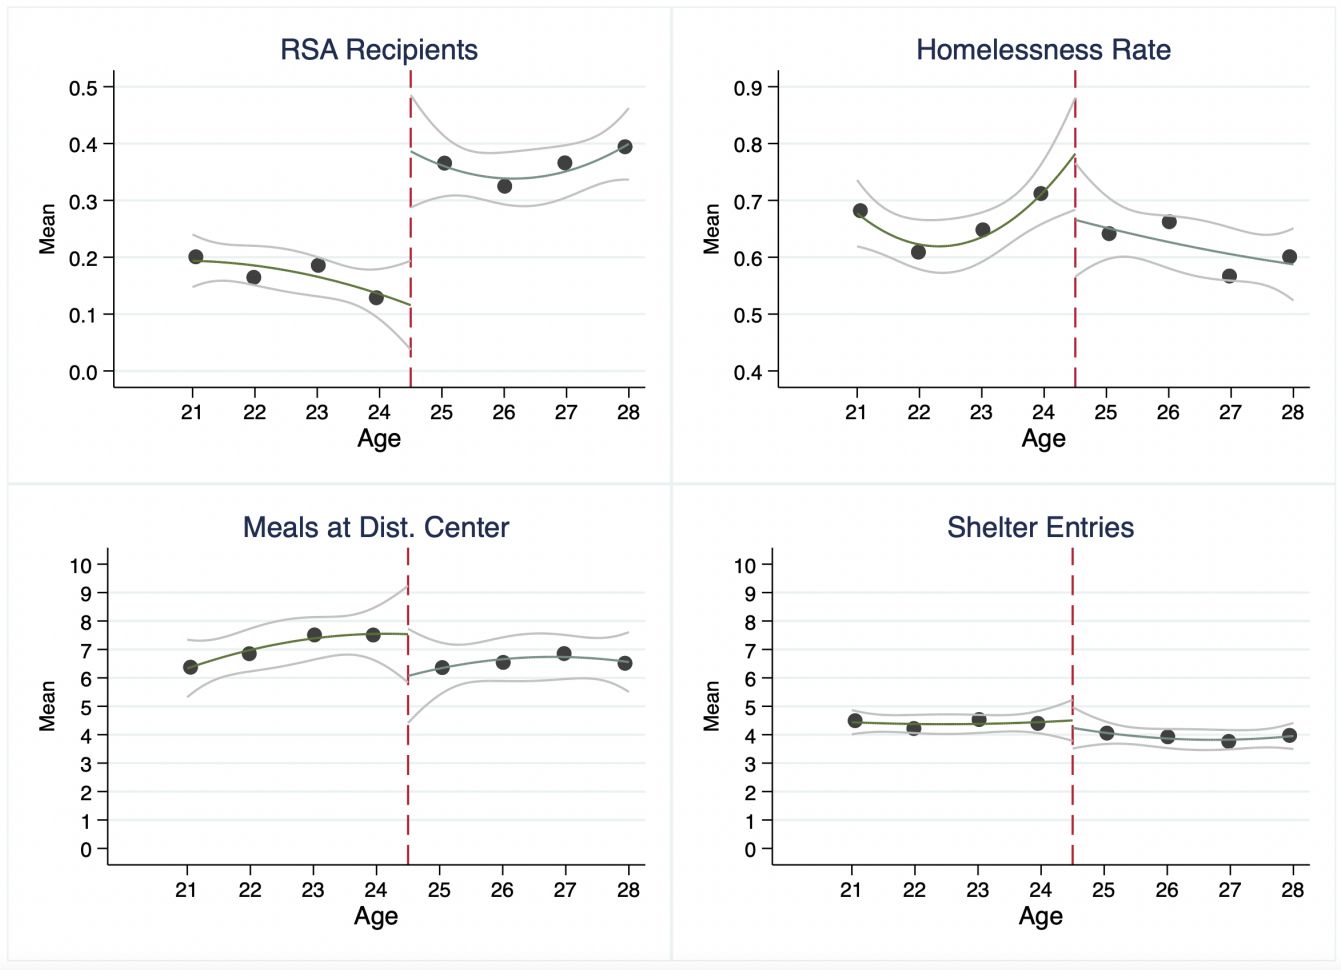 RSA Recipients
0.5
0.4
0.3
0.2
0.1
0.0
Mean
21 22 23 24 25 26 27 28
Age
Homelessness Rate
0.9
0.8
0.7
0.6
0.5
0.4
Mean
21 22 23 24 25 26 27 28
Age
Meals at Dist. Center
10
9
8
7
6
5
4
3
2
1
0
Mean
21 22 23 24 25 26 27 28
Age
Shelter Entries
10
9
8
7
6
5
4
3
2
1
0
Mean
21 22 23 24 25 26 27 28
Age